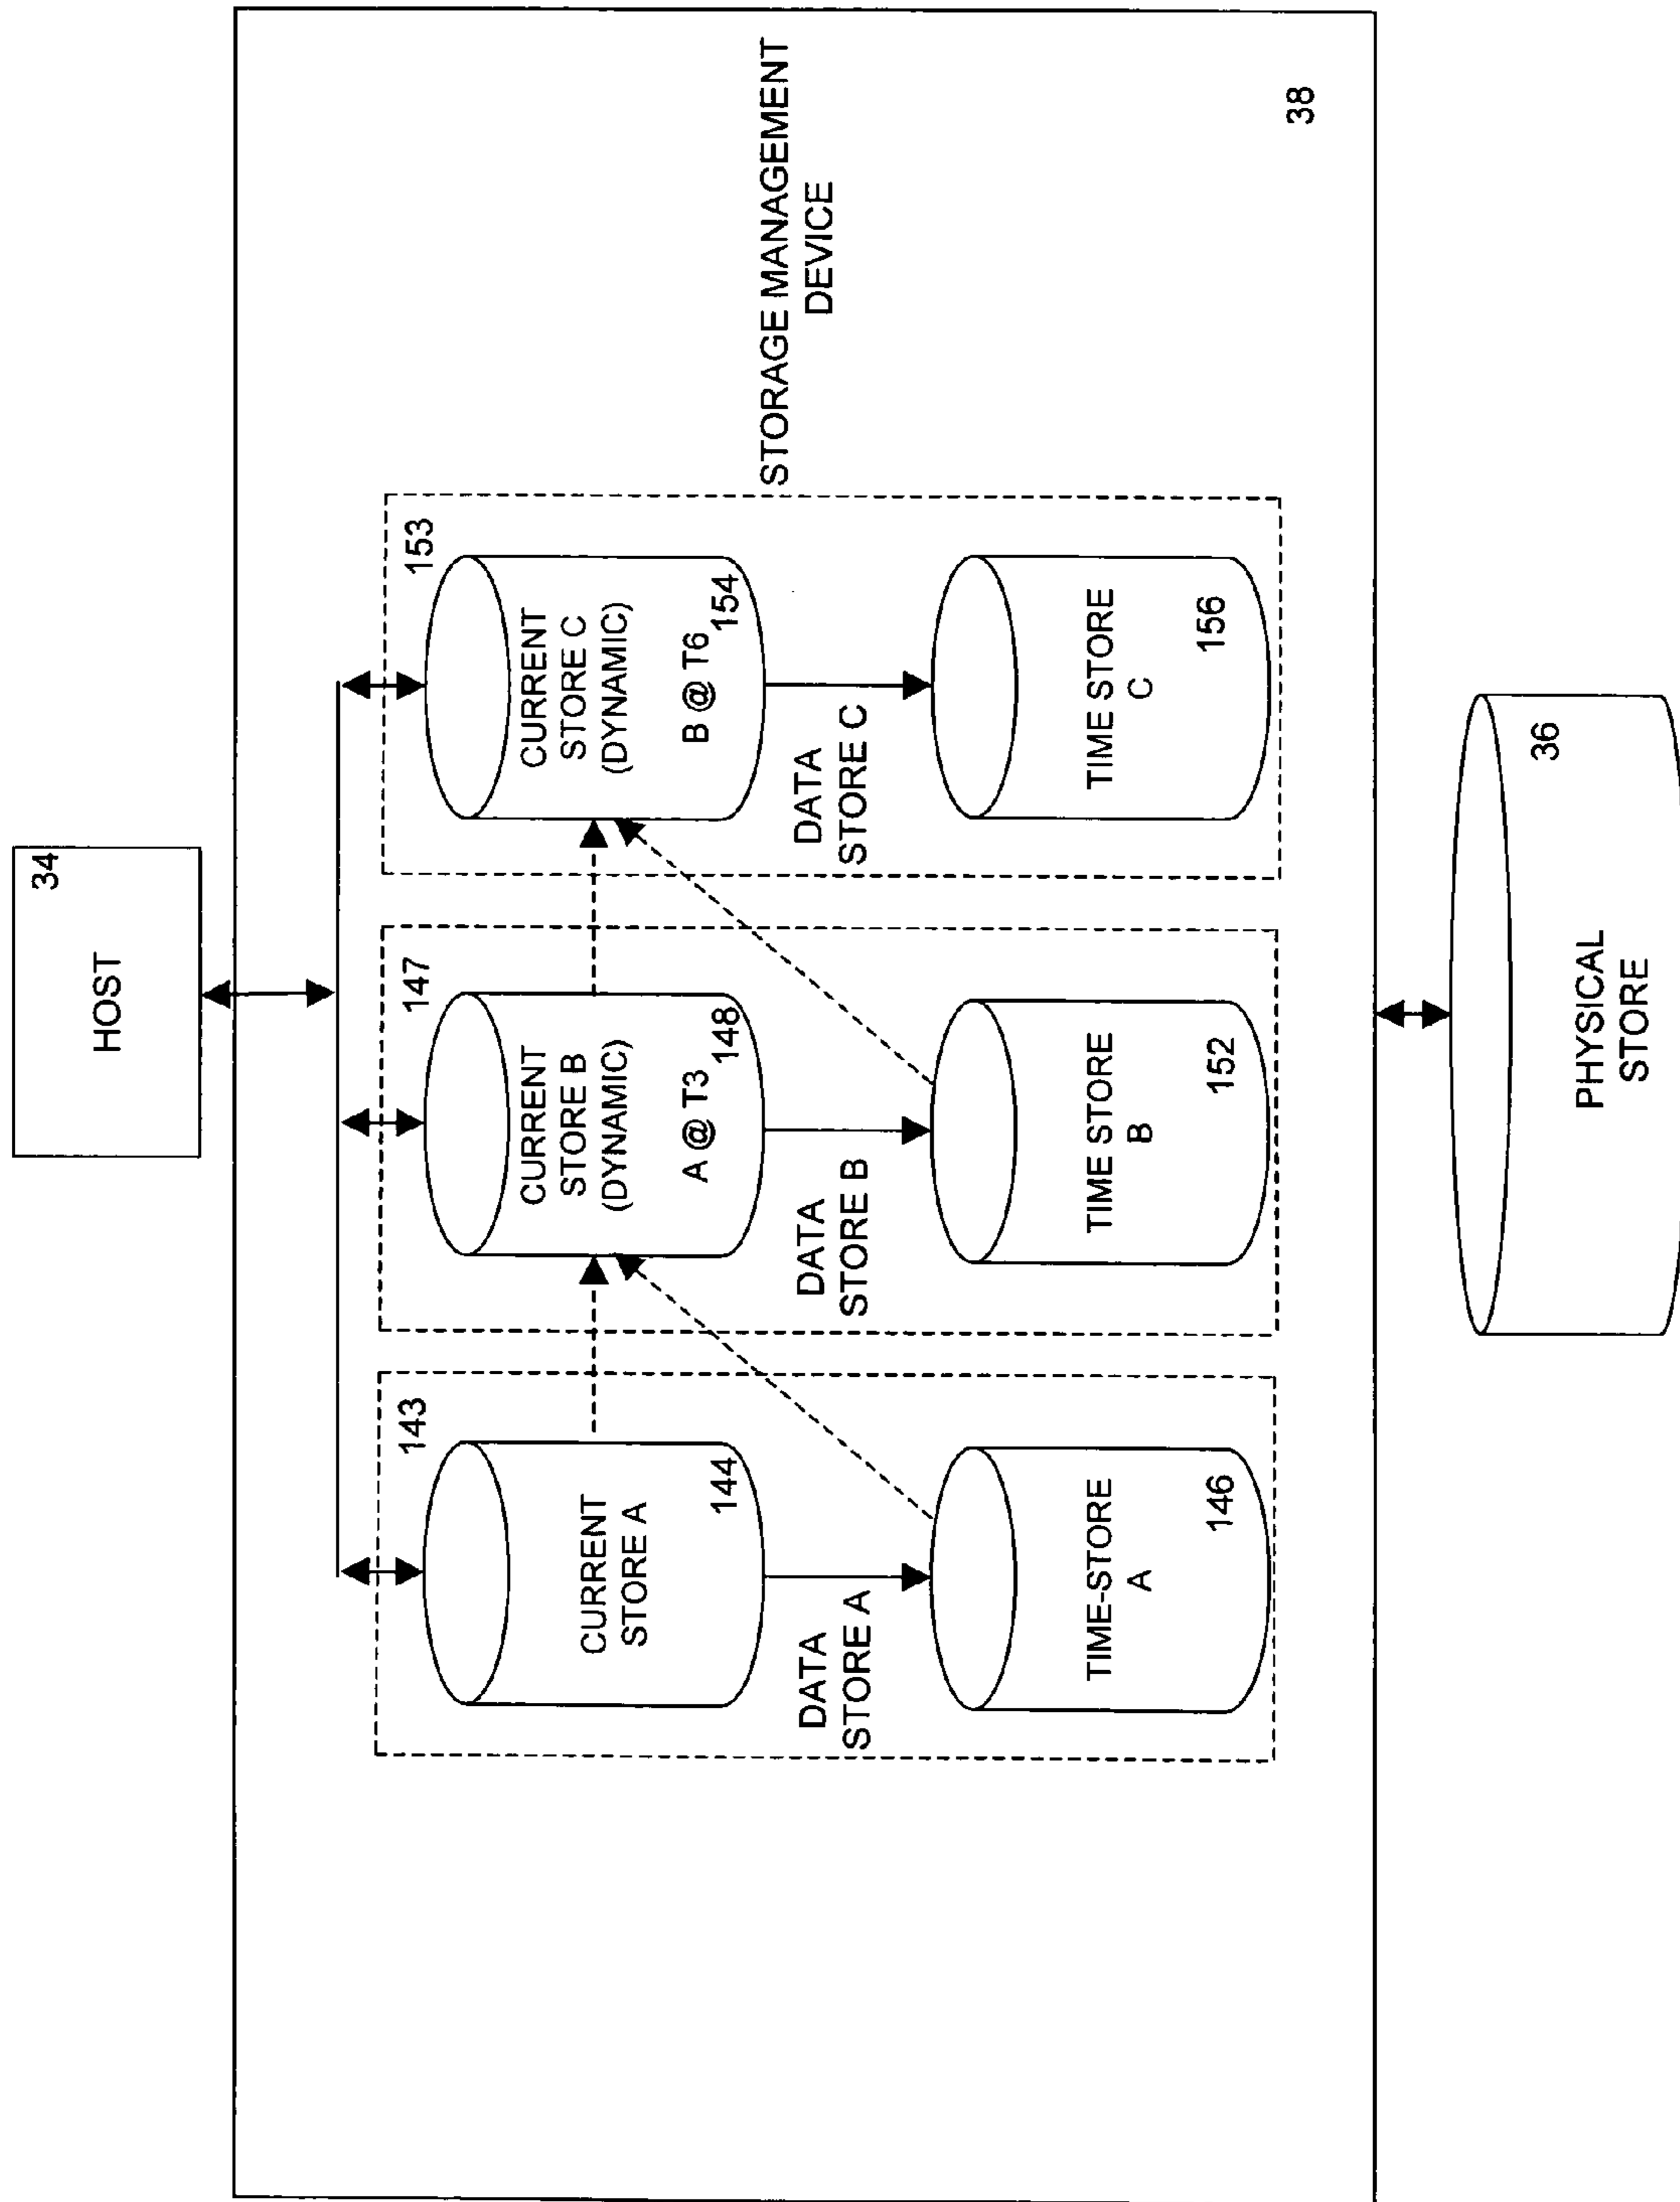 HOST
34
STORAGE MANAGEMENT
DEVICE
38
143
CURRENT
STORE A
144
DATA
STORE A
TIME-STORE
A
146
147
CURRENT
STORE B
(DYNAMIC)
A @ T3
148
DATA
STORE B
TIME STORE
B
152
153
CURRENT
STORE C
(DYNAMIC)
B @ T6
154
DATA
STORE C
TIME STORE
C
156
PHYSICAL
STORE
36